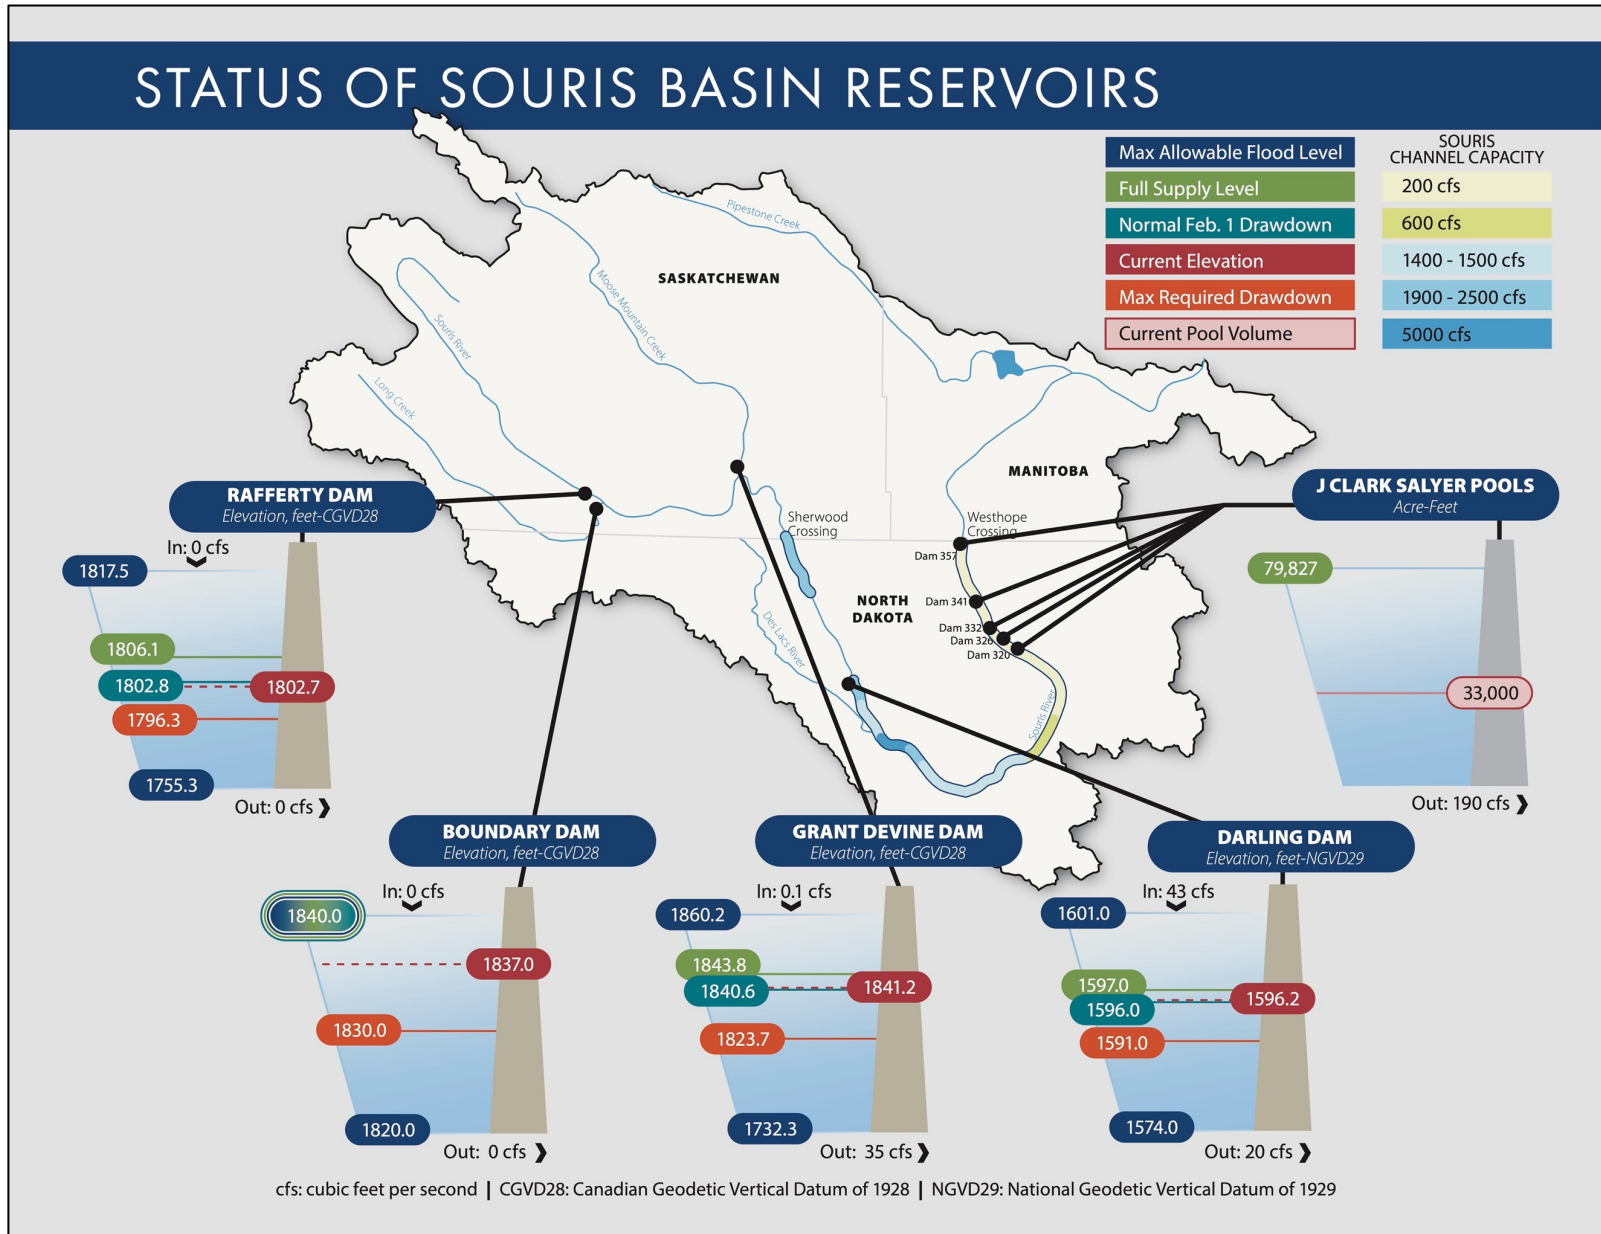 STATUS OF SOURIS BASIN RESERVOIRS
Max Allowable Flood Level
Full Supply Level
Normal Feb. 1 Drawdown
Current Elevation
Max Required Drawdown
Current Pool Volume
SOURIS
CHANNEL CAPACITY
200 cfs
600 cfs
1400 - 1500 cfs
1900 - 2500 cfs
5000 cfs
Pipestone Creek
SASKATCHEWAN
Moose Mountain Creek
Souris River
Long Creek
MANITOBA
Sherwood
Crossing
Westhope
Crossing
Dam 357
Dam 341
Dam 332
Dam 326
Dam 320
NORTH
DAKOTA
Des Lacs River
Souris River
RAFFERTY DAM
Elevation, feet-CGVD28
In: 0 cfs
1817.5
1806.1
1802.8
1802.7
1796.3
1755.3
Out: 0 cfs
J CLARK SALYER POOLS
Acre-Feet
79,827
33,000
Out: 190 cfs
BOUNDARY DAM
Elevation, feet-CGVD28
In: 0 cfs
1840.0
1837.0
1830.0
1820.0
Out: 0 cfs
GRANT DEVINE DAM
Elevation, feet-CGVD28
In: 0.1 cfs
1860.2
1843.8
1840.6
1841.2
1823.7
1732.3
Out: 35 cfs
DARLING DAM
Elevation, feet-NGVD29
In: 43 cfs
1601.0
1597.0
1596.0
1596.2
1591.0
1574.0
Out: 20 cfs
cfs: cubic feet per second | CGVD28: Canadian Geodetic Vertical Datum of 1928 | NGVD29: National Geodetic Vertical Datum of 1929